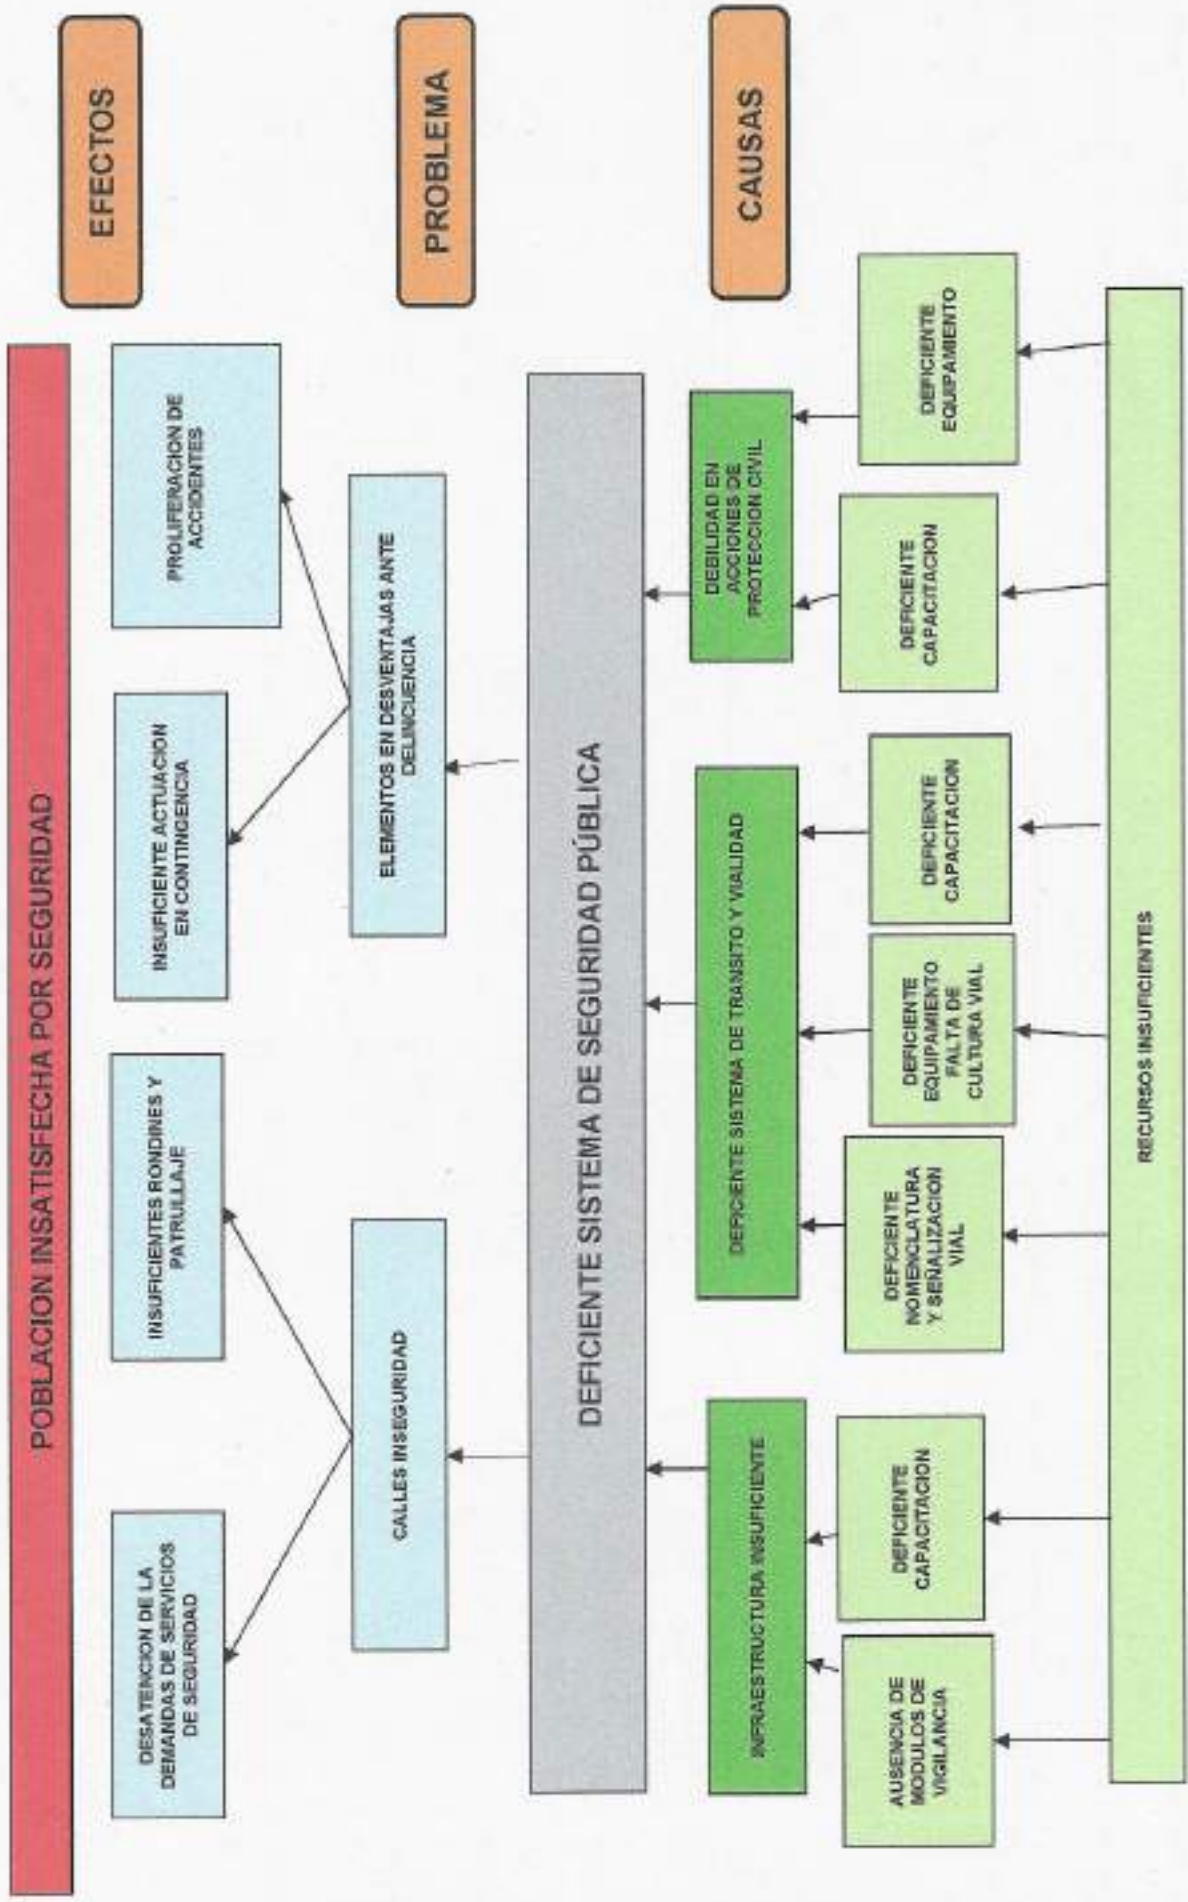 POBLACION INSATISFECHA POR SEGURIDAD
EFECTOS
DESATENCION DE LA
DEMANDAS DE SERVICIOS
DE SEGURIDAD
INSUFICIENTES RONDINES Y
PATRULLAJE
INSUFICIENTE ACTUACION
EN CONTINGENCIA
PROLIFERACION DE
ACCIDENTES
CALLES INSEGURIDAD
ELEMENTOS EN DESVENTAJAS ANTE
DELINCUENCIA
PROBLEMA
DEFICIENTE SISTEMA DE SEGURIDAD PÚBLICA
CAUSAS
INFRAESTRUCTURA INSUFICIENTE
DEFICIENTE SISTEMA DE TRANSITO Y VIALIDAD
DEBILIDAD EN
ACCIONES DE
PROTECCION CIVIL
AUSENCIA DE
MODULOS DE
VIGILANCIA
DEFICIENTE
CAPACITACION
DEFICIENTE
NOMENCLATURA
Y SEÑALIZACION
VIAL
DEFICIENTE
EQUIPAMIENTO
FALTA DE
CULTURA VIAL
DEFICIENTE
CAPACITACION
DEFICIENTE
CAPACITACION
DEFICIENTE
EQUIPAMIENTO
RECURSOS INSUFICIENTES